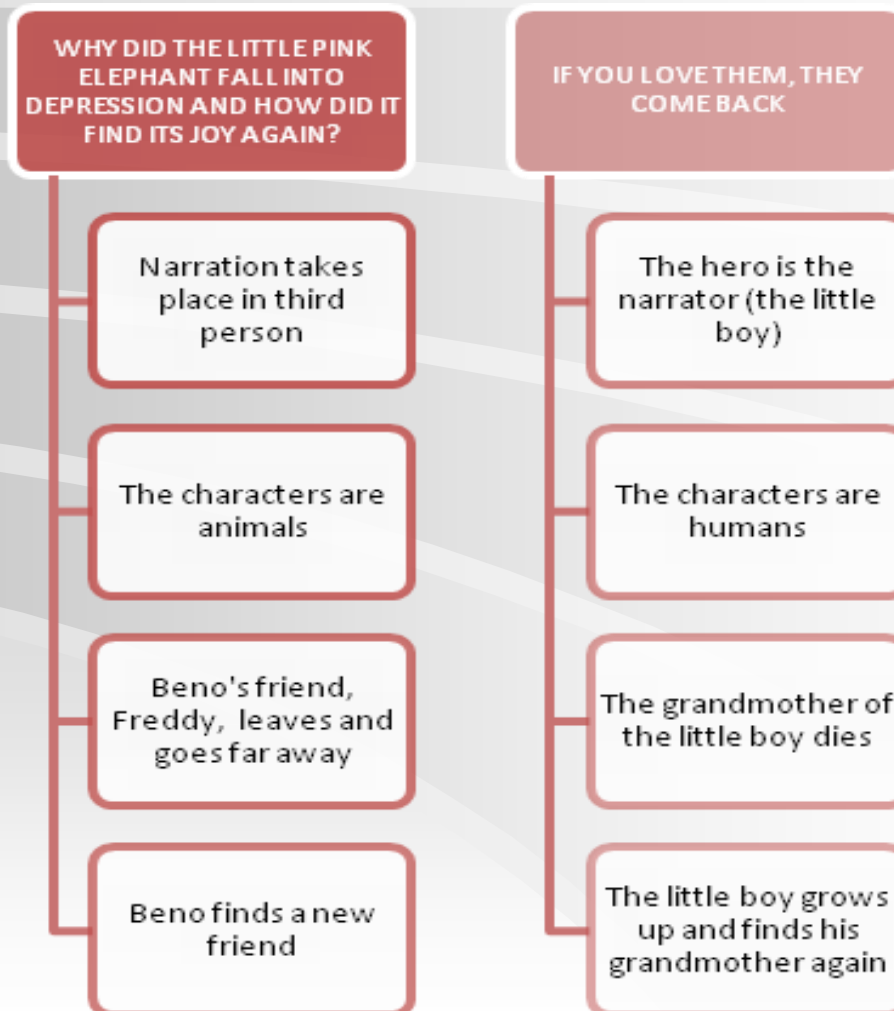 WHY DID THE LITTLE PINK
ELEPHANT FALL INTO
DEPRESSION AND HOW DID IT
FIND ITS JOY AGAIN?
Narration takes
place in third
person
The characters are
animals
Beno's friend,
Freddy, leaves and
goes far away
Beno finds a new
friend
IF YOU LOVE THEM, THEY
COME BACK
The hero is the
narrator (the little
boy)
The characters are
humans
The grandmother of
the little boy dies
The little boy grows
up and finds his
grandmother again